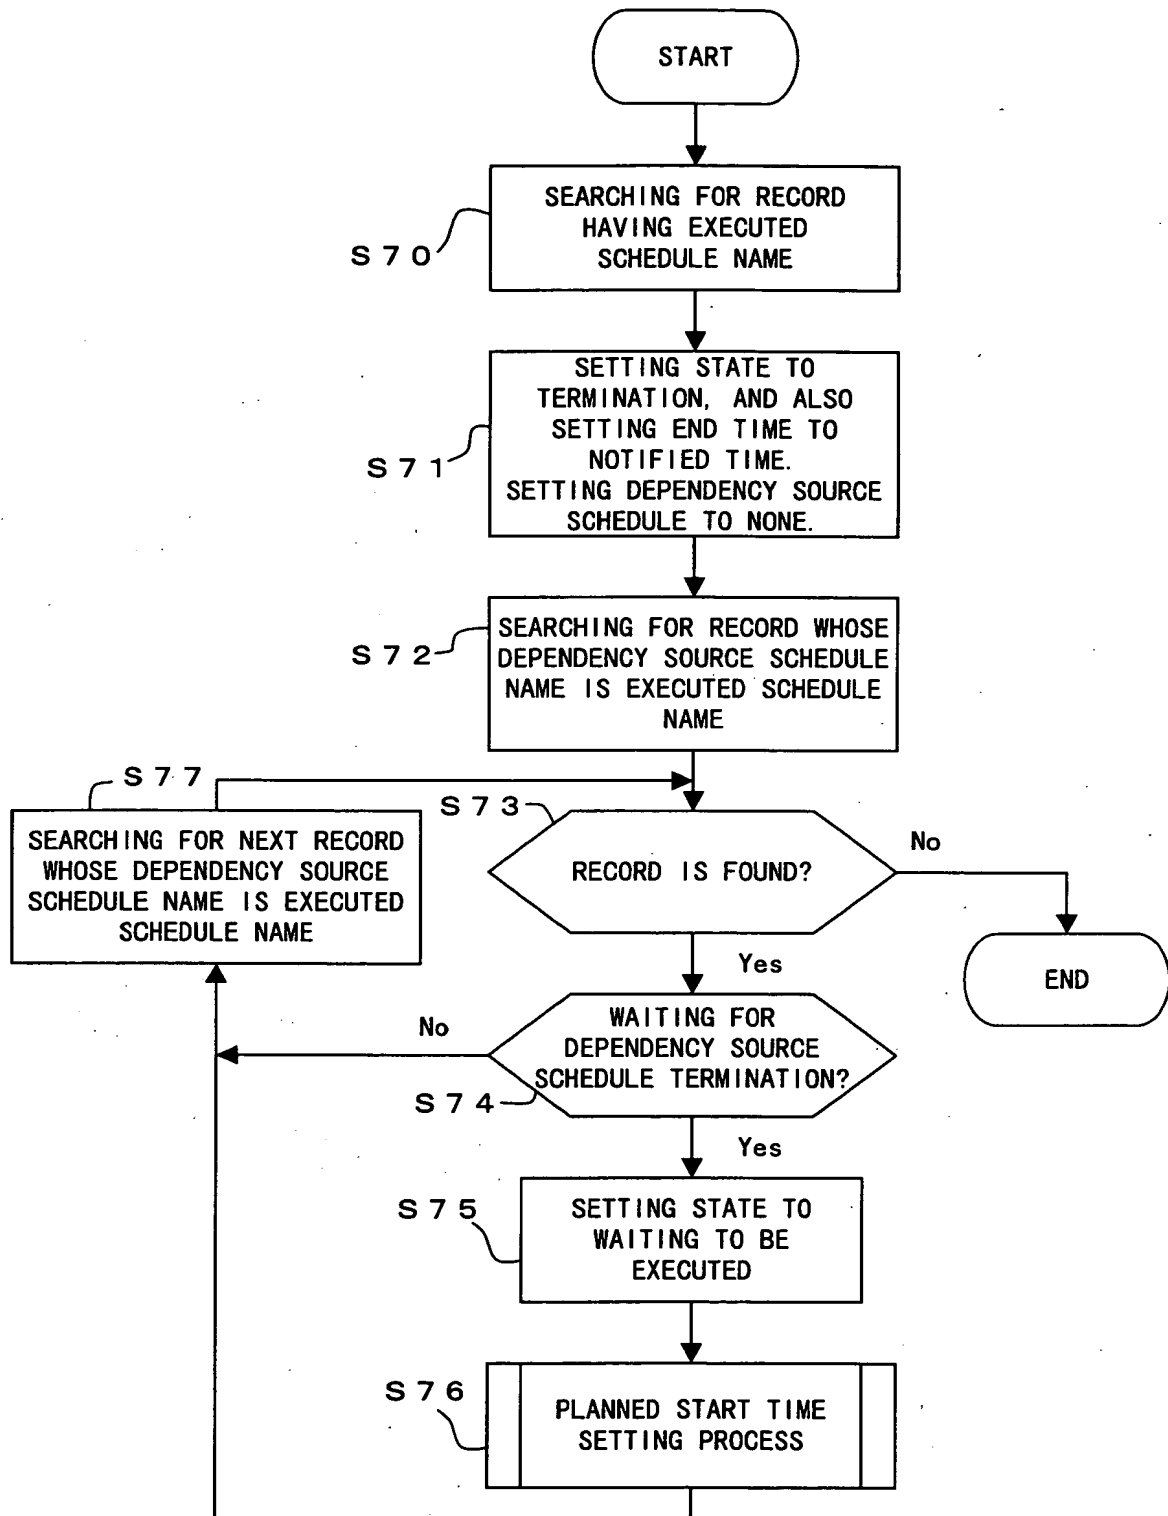 START
SEARCHING FOR RECORD
HAVING EXECUTED
SCHEDULE NAME
S70
SETTING STATE TO
TERMINATION, AND ALSO
SETTING END TIME TO
NOTIFIED TIME.
SETTING DEPENDENCY SOURCE
SCHEDULE TO NONE.
S71
SEARCHING FOR RECORD WHOSE
DEPENDENCY SOURCE SCHEDULE
NAME IS EXECUTED SCHEDULE
NAME
S72
S77
SEARCHING FOR NEXT RECORD
WHOSE DEPENDENCY SOURCE
SCHEDULE NAME IS EXECUTED
SCHEDULE NAME
S73
RECORD IS FOUND?
No
END
Yes
WAITING FOR
DEPENDENCY SOURCE
SCHEDULE TERMINATION?
No
S74
Yes
S75
SETTING STATE TO
WAITING TO BE
EXECUTED
S76
PLANNED START TIME
SETTING PROCESS